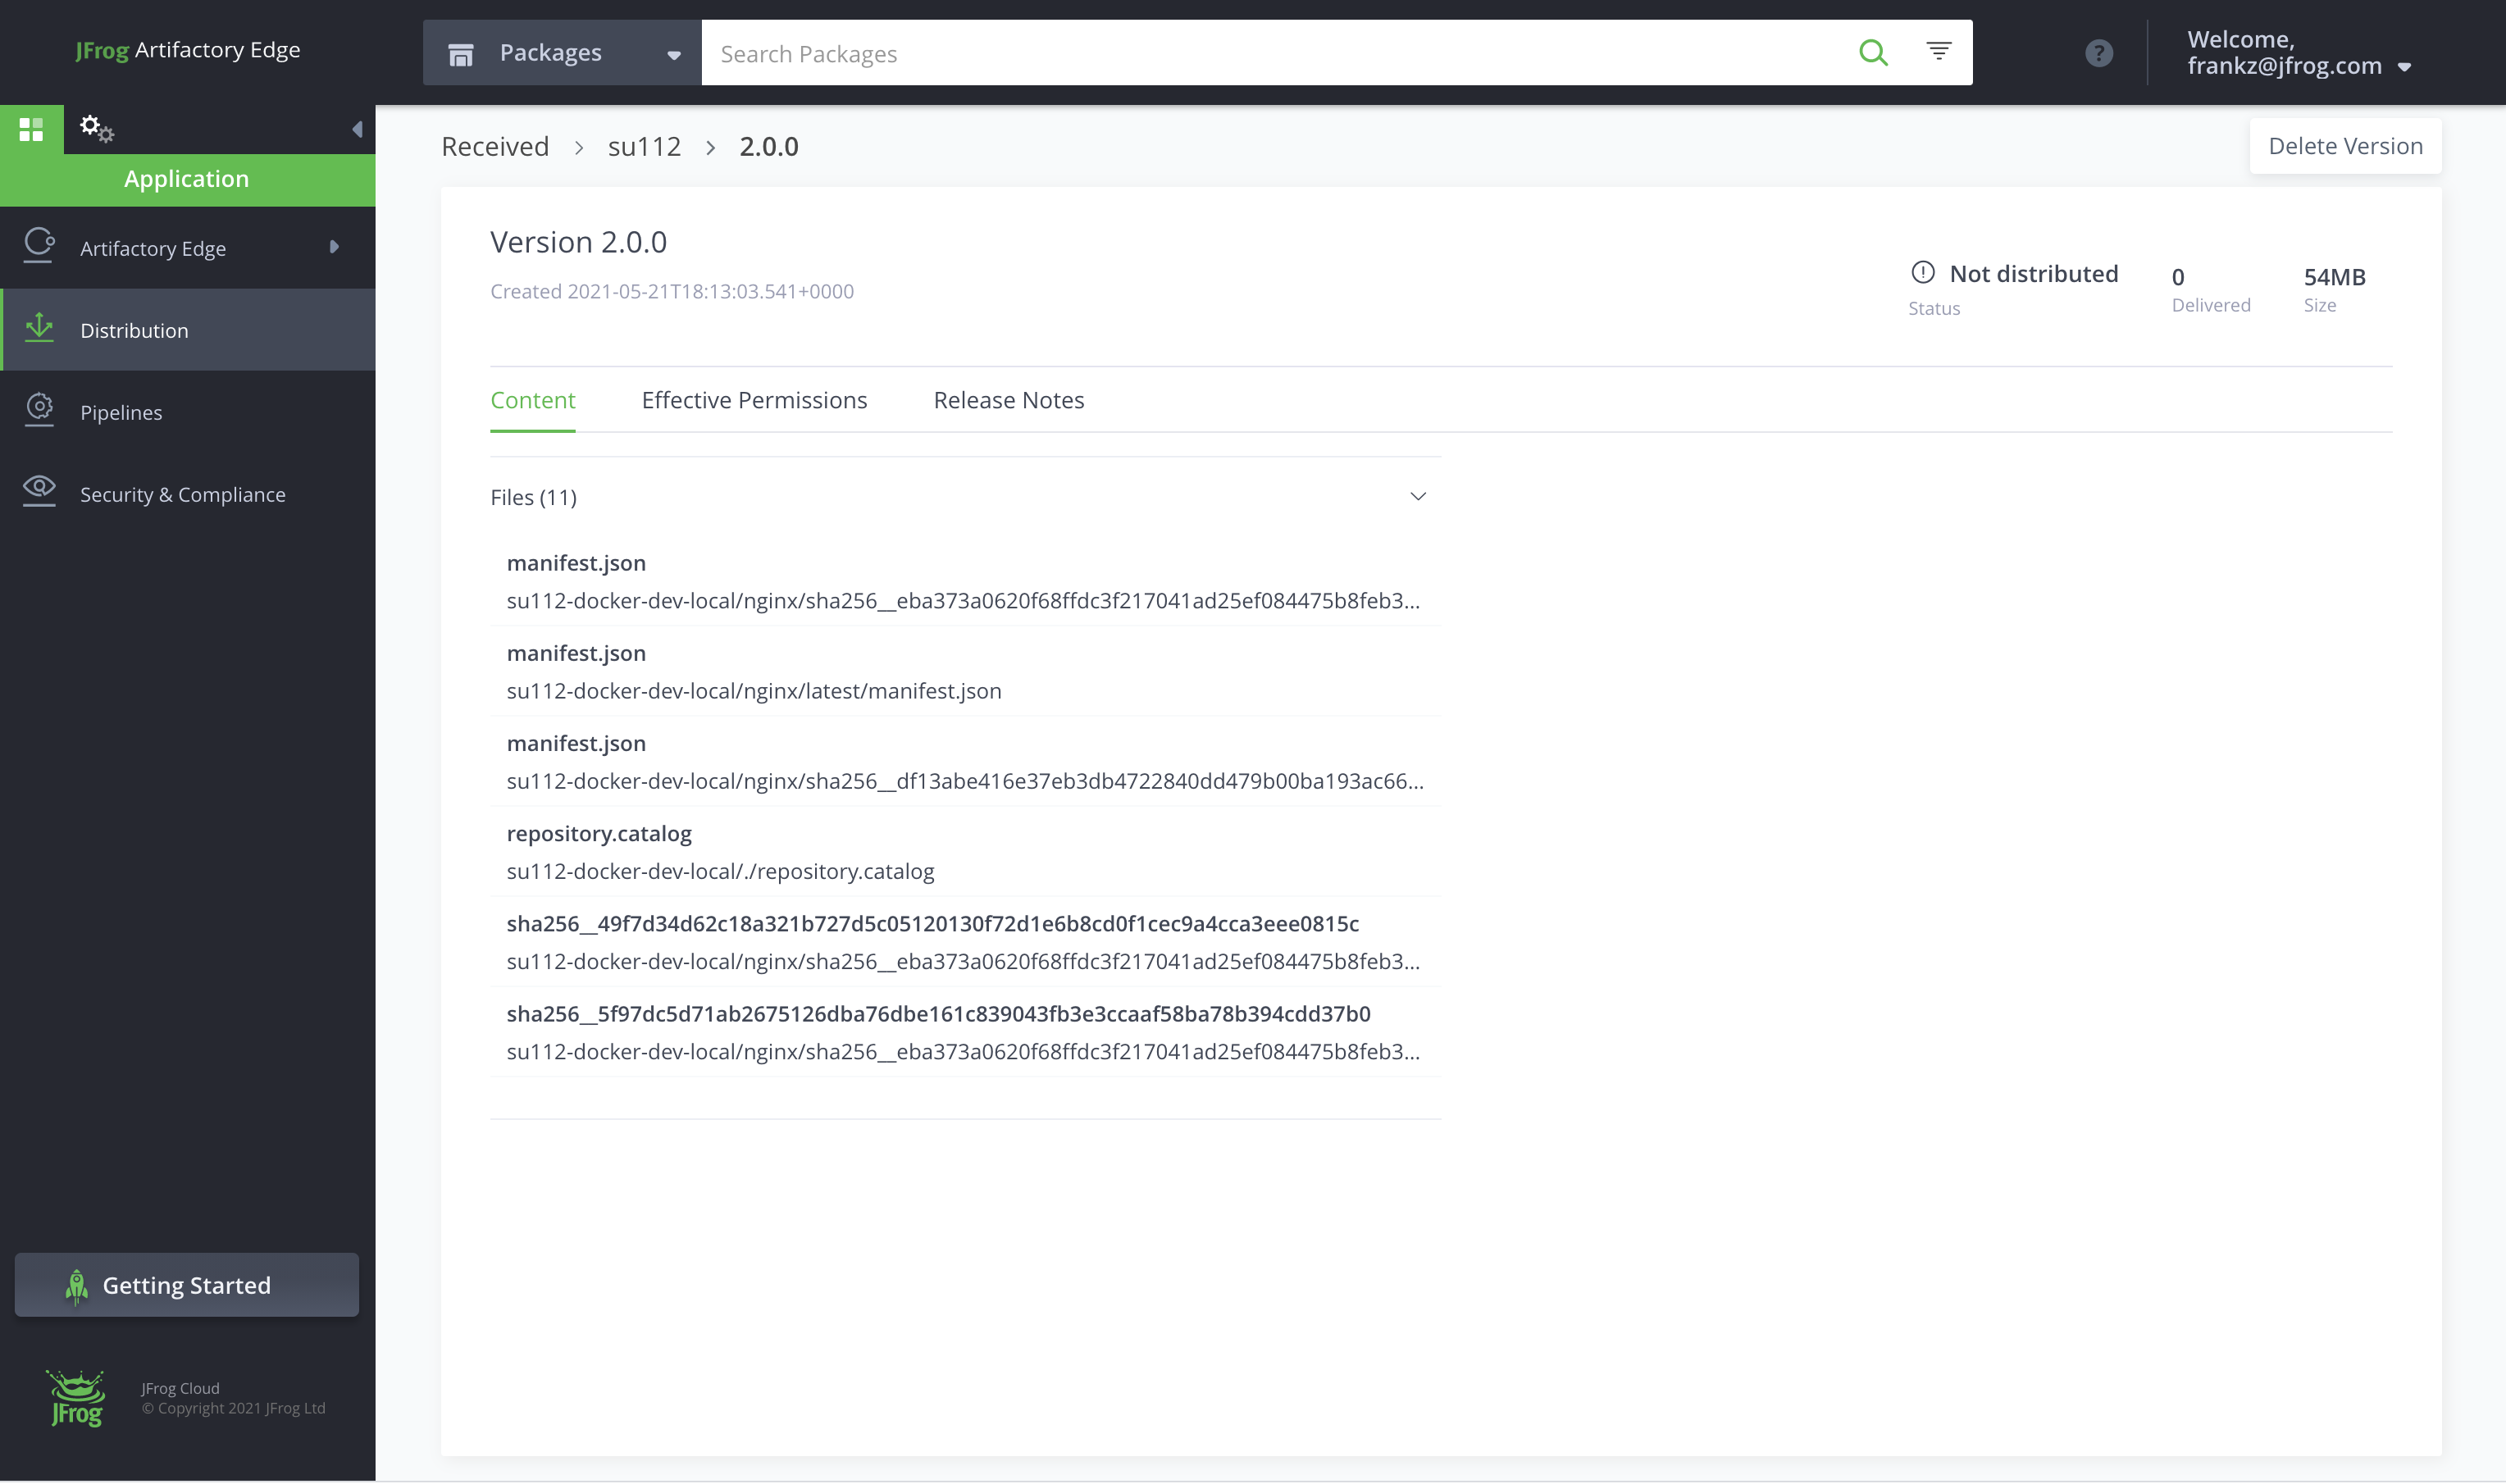 JFrog Artifactory Edge
Packages
Search Packages
?
Welcome,
frankz@jfrog.com
Application
Artifactory Edge
Distribution
Pipelines
Security & Compliance
Getting Started
JFrog
JFrog Cloud
© Copyright 2021 JFrog Ltd
Received > su112 > 2.0.0
Delete Version
Version 2.0.0
Created 2021-05-21T18:13:03.541+0000
Not distributed
Status
0
Delivered
54MB
Size
Content
Effective Permissions
Release Notes
Files (11)
manifest.json
su112-docker-dev-local/nginx/sha256__eba373a0620f68ffdc3f217041ad25ef084475b8feb3...
manifest.json
su112-docker-dev-local/nginx/latest/manifest.json
manifest.json
su112-docker-dev-local/nginx/sha256__df13abe416e37eb3db4722840dd479b00ba193ac66...
repository.catalog
su112-docker-dev-local/./repository.catalog
sha256__49f7d34d62c18a321b727d5c05120130f72d1e6b8cd0f1cec9a4cca3eee0815c
su112-docker-dev-local/nginx/sha256__eba373a0620f68ffdc3f217041ad25ef084475b8feb3...
sha256__5f97dc5d71ab2675126dba76dbe161c839043fb3e3ccaaf58ba78b394cdd37b0
su112-docker-dev-local/nginx/sha256__eba373a0620f68ffdc3f217041ad25ef084475b8feb3...